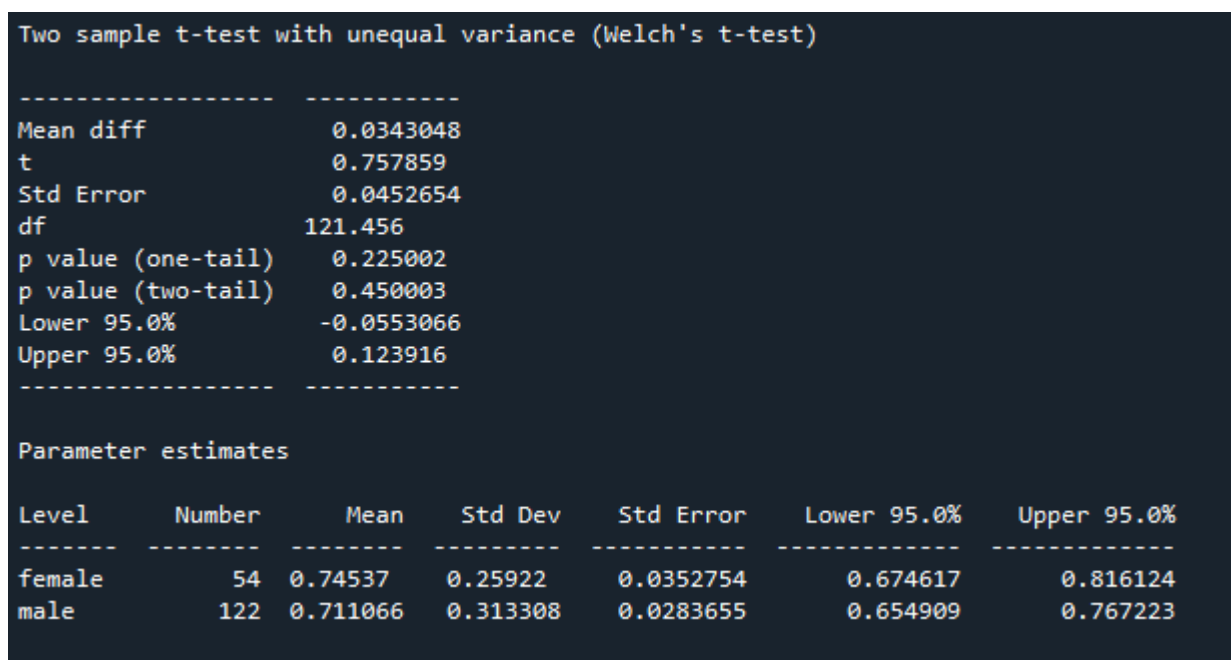 Two sample t-test with unequal variance (Welch's t-test)
------------------  -----------
Mean diff             0.0343048
t                     0.757859
Std Error             0.0452654
df                  121.456
p value (one-tail)    0.225002
p value (two-tail)    0.450003
Lower 95.0%          -0.0553066
Upper 95.0%           0.123916
------------------  -----------
Parameter estimates
Level      Number      Mean    Std Dev    Std Error    Lower 95.0%    Upper 95.0%
-------  --------  --------  ---------  -----------  -------------  -------------
female         54  0.74537    0.25922     0.0352754       0.674617       0.816124
male          122  0.711066   0.313308    0.0283655       0.654909       0.767223